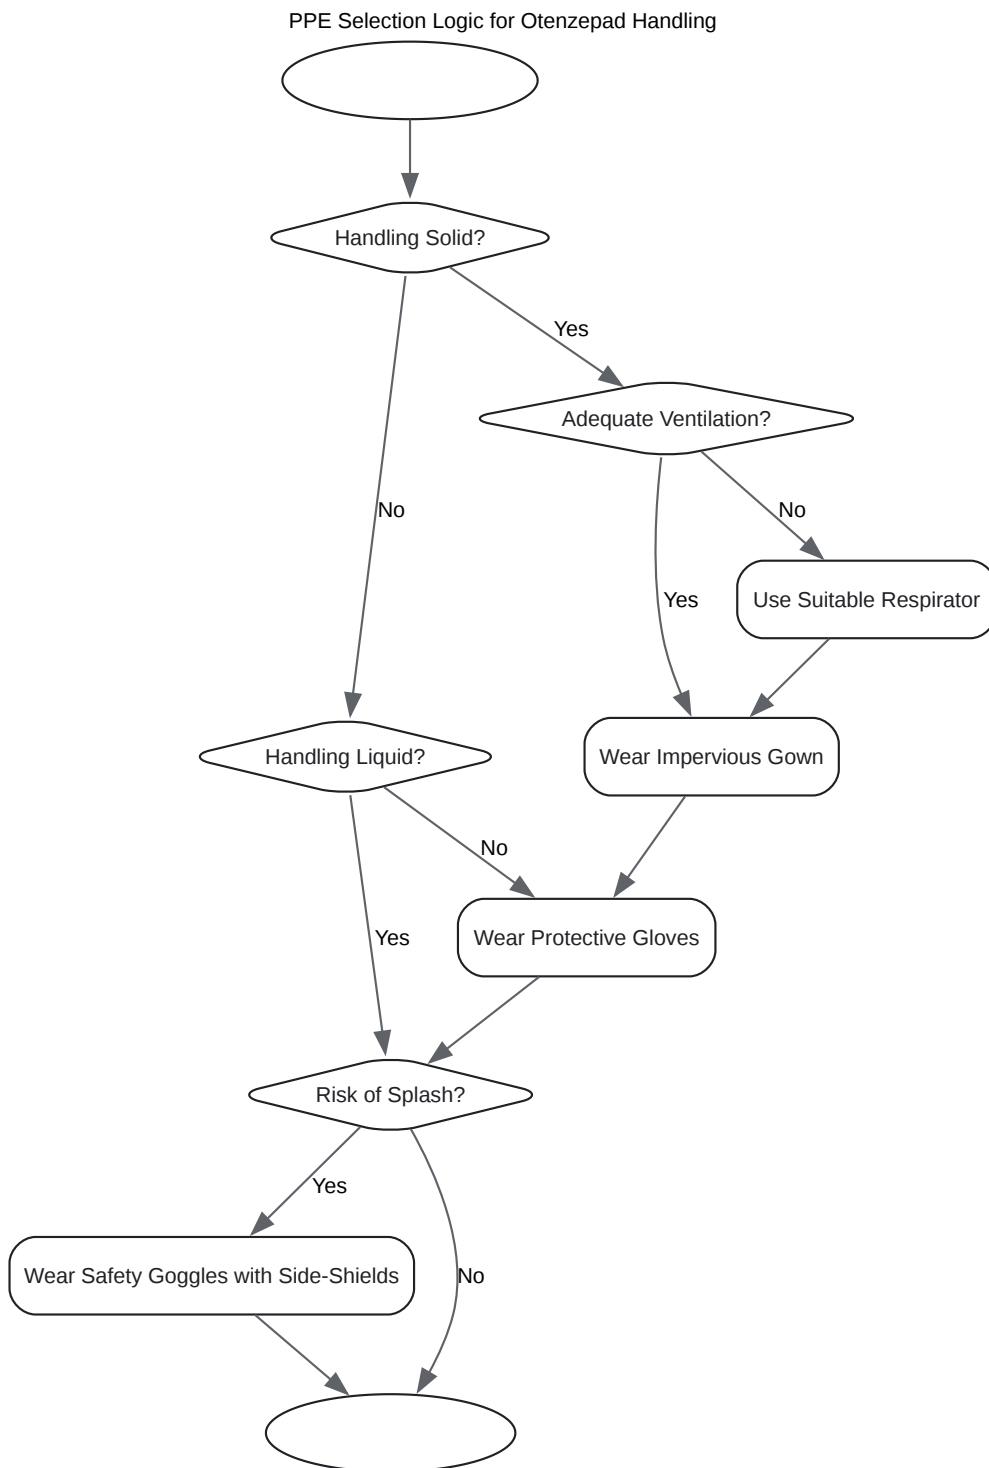 PPE Selection Logic for Otenzepad Handling
Handling Solid?
Yes
Adequate Ventilation?
No
No
Yes
Use Suitable Respirator
Handling Liquid?
Wear Impervious Gown
No
Yes
Wear Protective Gloves
Risk of Splash?
Yes
Wear Safety Goggles with Side-Shields
No